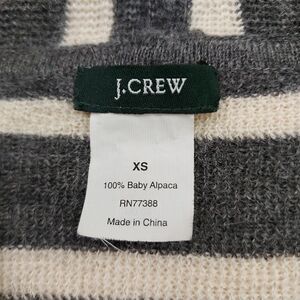 J.CREW
XS
100% Baby Alpaca
RN77388
Made in China